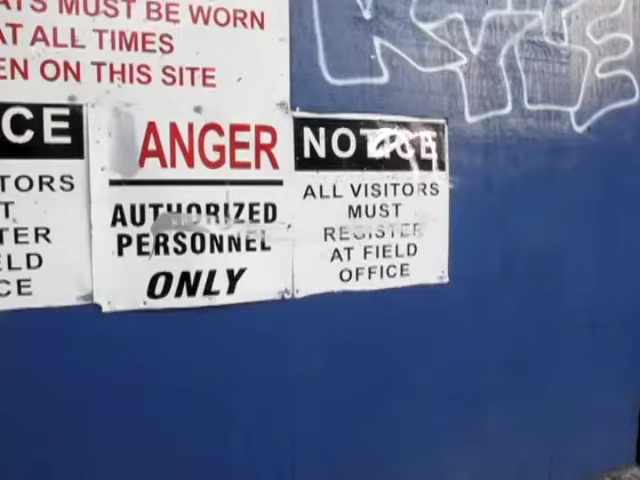 ATS MUST BE WORN
AT ALL TIMES
EN ON THIS SITE
CE
TORS
T
TER
ELD
CE
ANGER
AUTHORIZED
PERSONNEL
ONLY
NOTICE
ALL VISITORS
MUST
REGISTER
AT FIELD
OFFICE